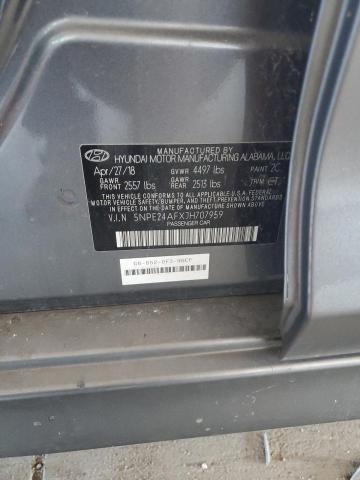 MANUFACTURED BY
HYUNDAI MOTOR MANUFACTURING ALABAMA, LLC
Apr/27/18 GVWR 4497 lbs PAINT 2C
GAWR FRONT 2557 lbs GAWR REAR 2513 lbs TRIM
THIS VEHICLE CONFORMS TO ALL APPLICABLE U.S.A. FEDERAL
MOTOR VEHICLE SAFETY, BUMPER, AND THEFT PREVENTION STANDARDS
IN EFFECT ON THE DATE OF MANUFACTURE SHOWN ABOVE.
V.I.N 5NPE24AFXJH707959
PASSENGER CAR